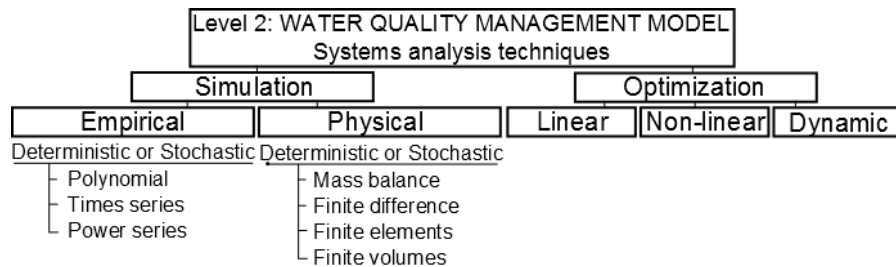 Level 2: WATER QUALITY MANAGEMENT MODEL
Systems analysis techniques
Simulation
Optimization
Empirical
Physical
Linear
Non-linear
Dynamic
Deterministic or Stochastic
Polynomial
Times series
Power series
Deterministic or Stochastic
Mass balance
Finite difference
Finite elements
Finite volumes